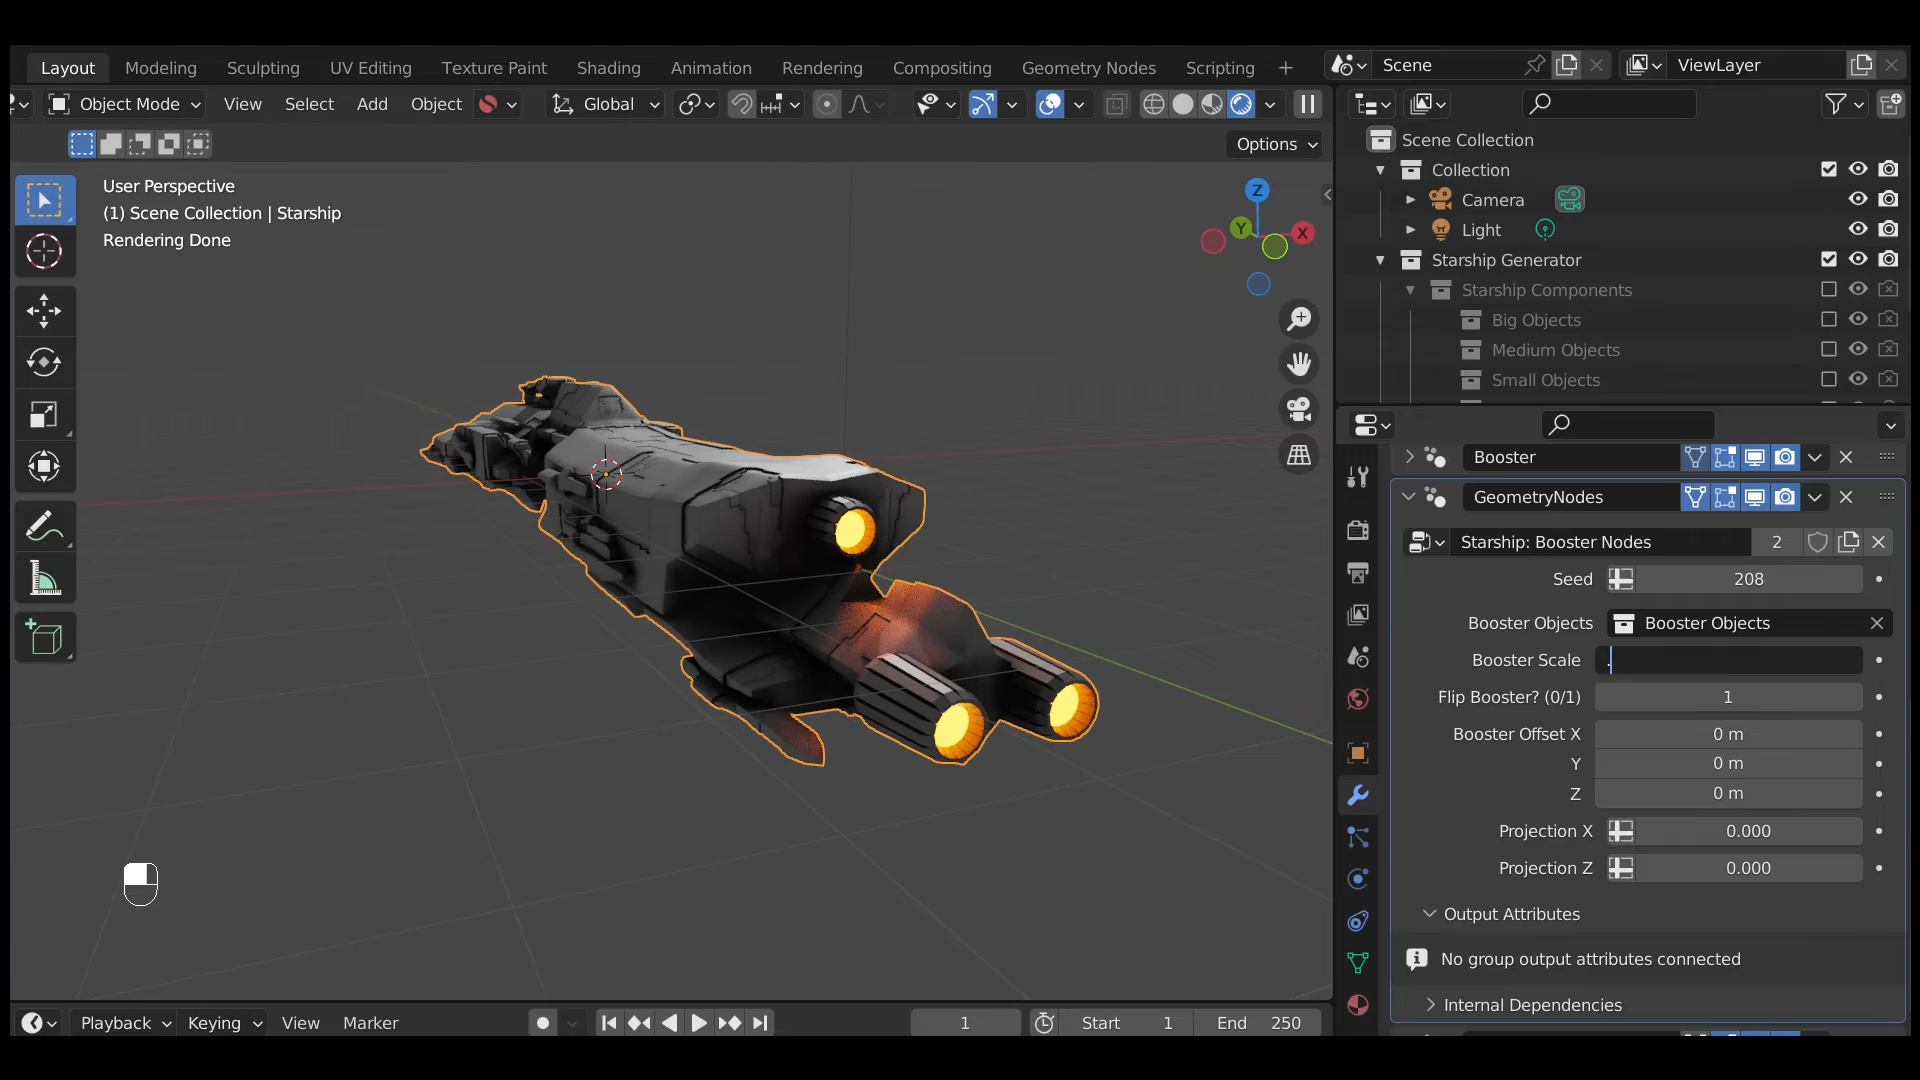 Layout Modeling Sculpting UV Editing Texture Paint Shading Animation Rendering Compositing Geometry Nodes Scripting + Scene ViewLayer
Object Mode View Select Add Object Global
Options
User Perspective
(1) Scene Collection | Starship
Rendering Done
Z
Y
X
Scene Collection
Collection
Camera
Light
Starship Generator
Starship Components
Big Objects
Medium Objects
Small Objects
Booster
GeometryNodes
Starship: Booster Nodes 2
Seed 208
Booster Objects Booster Objects
Booster Scale .
Flip Booster? (0/1) 1
Booster Offset X 0 m
Y 0 m
Z 0 m
Projection X 0.000
Projection Z 0.000
Output Attributes
No group output attributes connected
Internal Dependencies
Playback Keying View Marker 1 Start 1 End 250